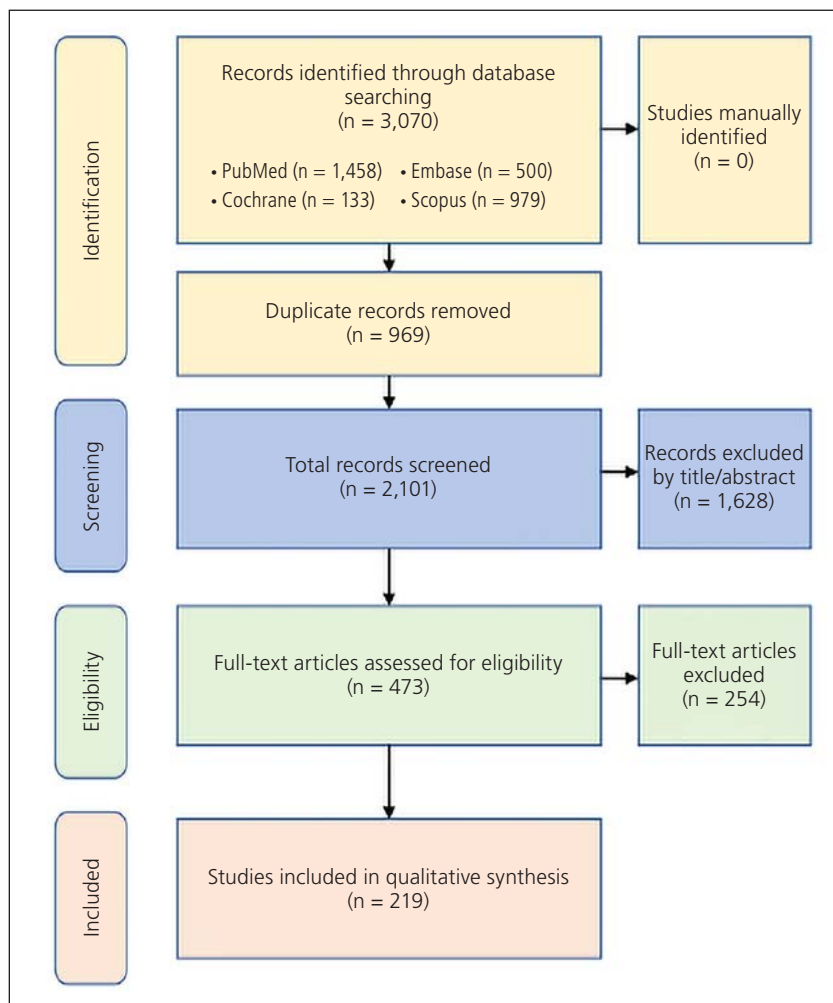 Identification
Records identified through database
searching
(n = 3,070)
• PubMed (n = 1,458) • Embase (n = 500)
• Cochrane (n = 133) • Scopus (n = 979)
Studies manually
identified
(n = 0)
Duplicate records removed
(n = 969)
Screening
Total records screened
(n = 2,101)
Records excluded
by title/abstract
(n = 1,628)
Eligibility
Full-text articles assessed for eligibility
(n = 473)
Full-text articles
excluded
(n = 254)
Included
Studies included in qualitative synthesis
(n = 219)